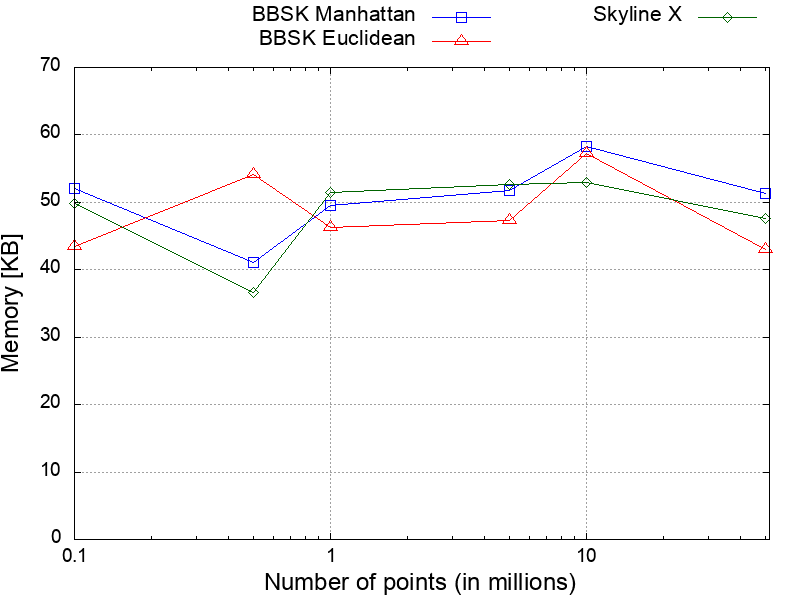 BBSK Manhattan
BBSK Euclidean
Skyline X
70
60
50
40
30
20
10
0
Memory [KB]
0.1
1
10
Number of points (in millions)